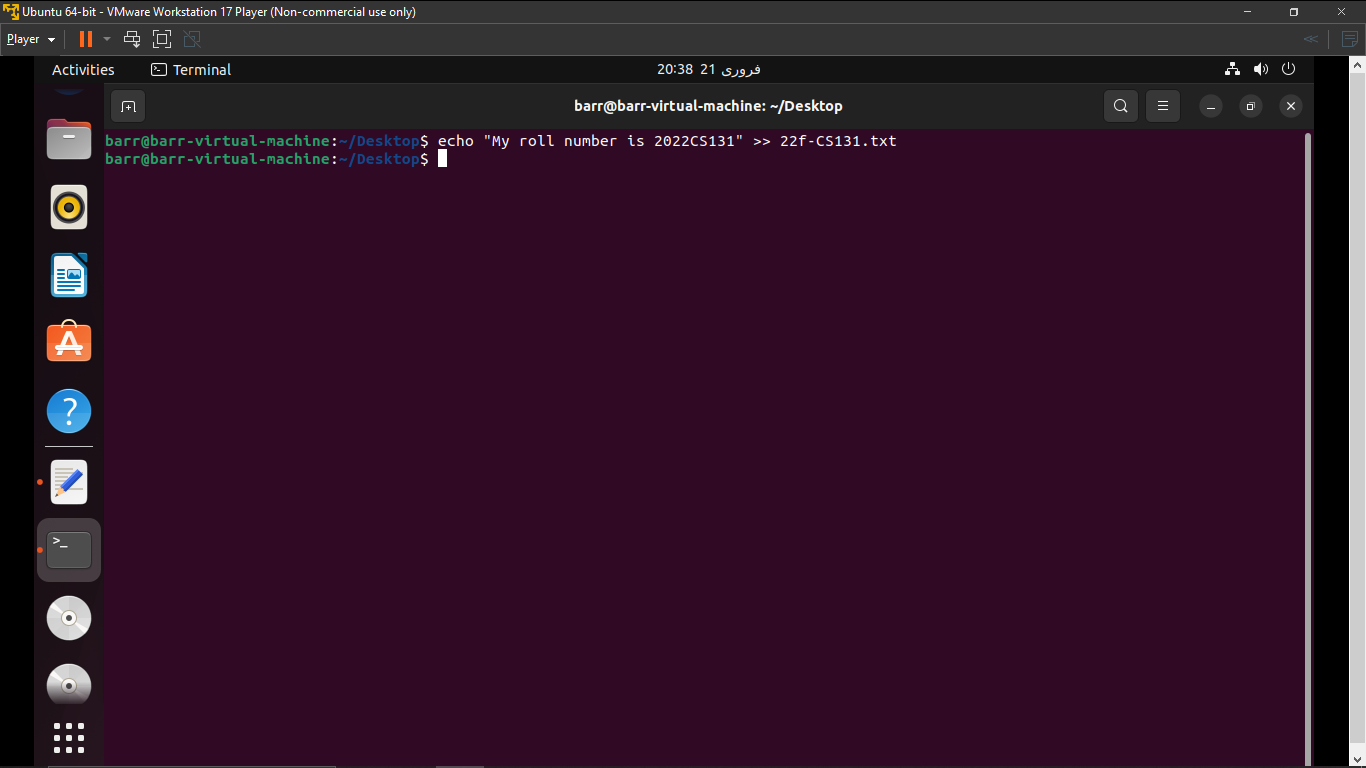 Ubuntu 64-bit - VMware Workstation 17 Player (Non-commercial use only)
Player
Activities
Terminal
20:38 21 فروری
barr@barr-virtual-machine: ~/Desktop
barr@barr-virtual-machine:~/Desktop$ echo "My roll number is 2022CS131" >> 22f-CS131.txt
barr@barr-virtual-machine:~/Desktop$